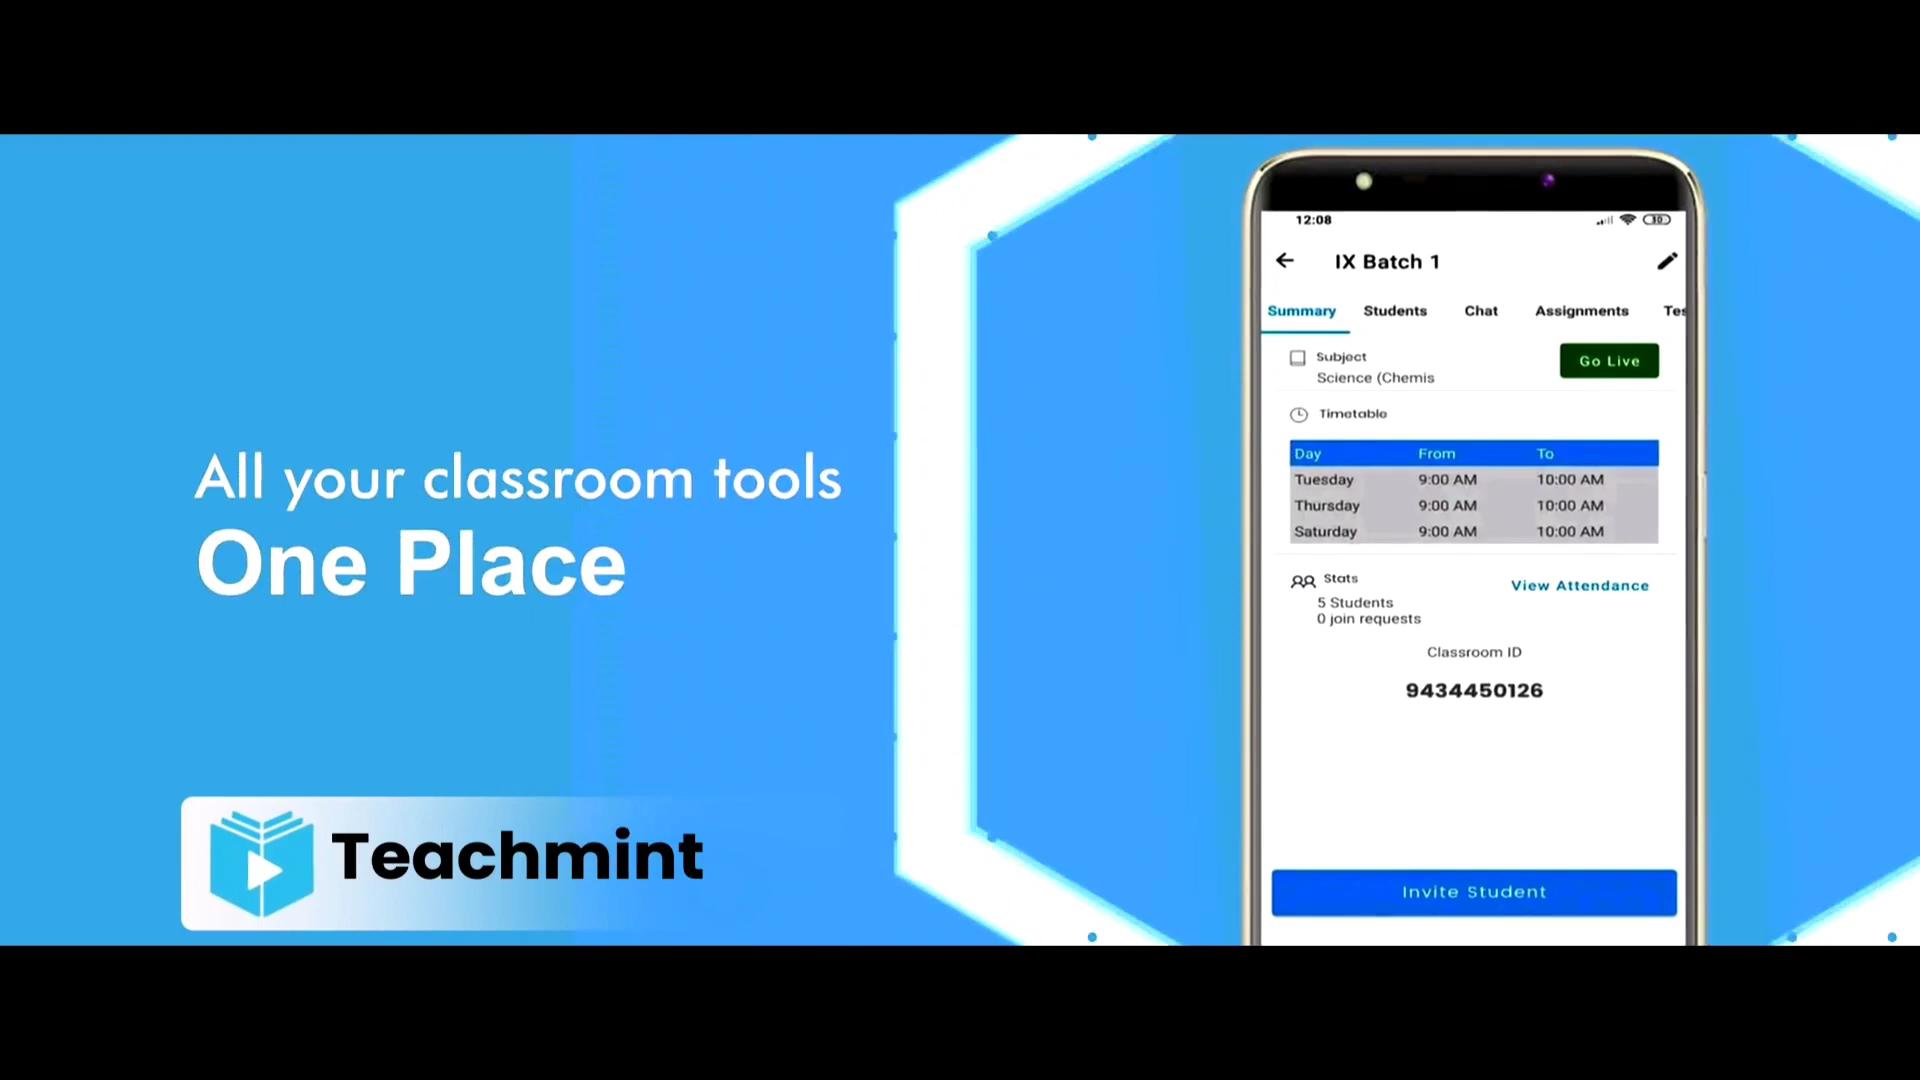 All your classroom tools
One Place
Teachmint
12:08
30
IX Batch 1
Summary Students Chat Assignments Tes
Subject
Science (Chemis
Go Live
Timetable
Day From To
Tuesday 9:00 AM 10:00 AM
Thursday 9:00 AM 10:00 AM
Saturday 9:00 AM 10:00 AM
Stats
View Attendance
5 Students
0 join requests
Classroom ID
9434450126
Invite Student